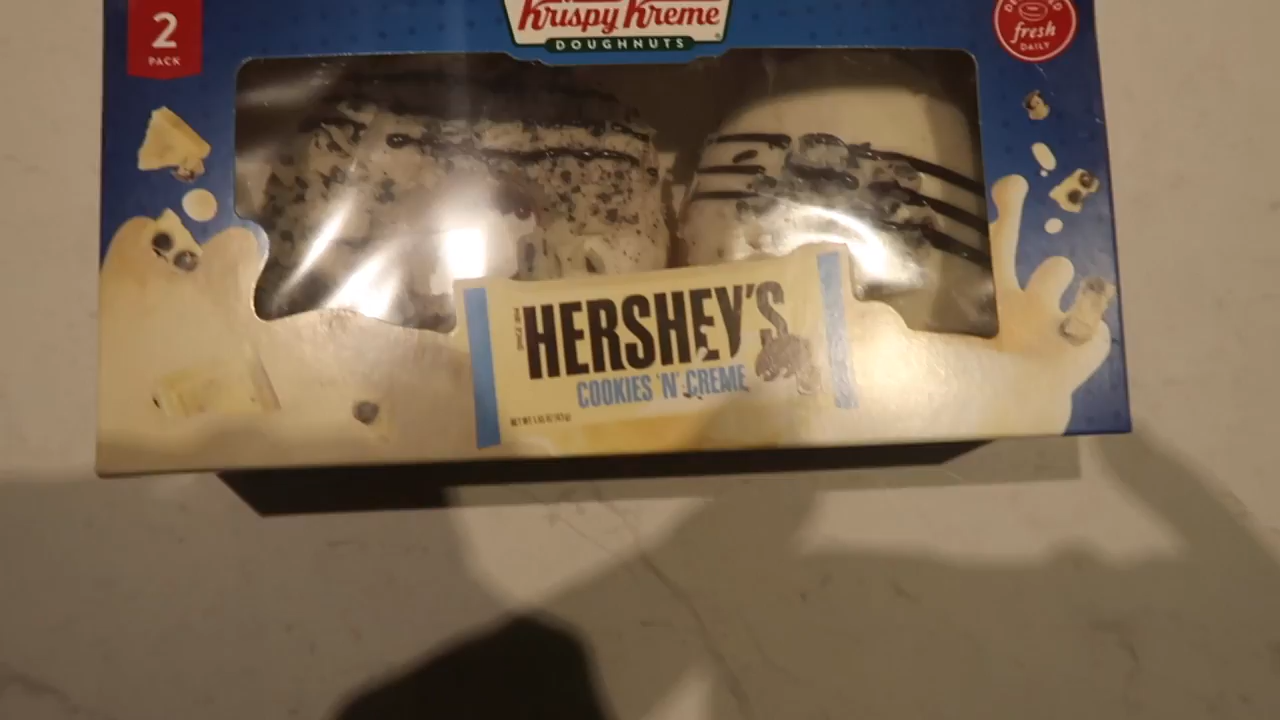 2
PACK
Krispy Kreme
DOUGHNUTS
fresh
DAILY
HERSHEY'S
COOKIES 'N' CREME